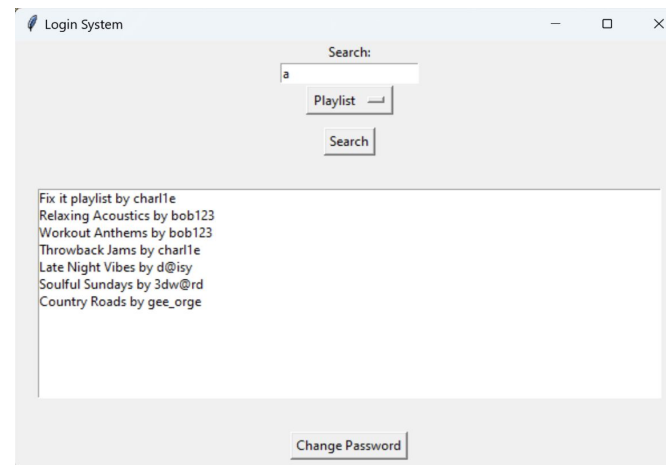 Login System
Search:
a
Playlist
Search
Fix it playlist by charl1e
Relaxing Acoustics by bob123
Workout Anthems by bob123
Throwback Jams by charl1e
Late Night Vibes by d@isy
Soulful Sundays by 3dw@rd
Country Roads by gee_orge
Change Password